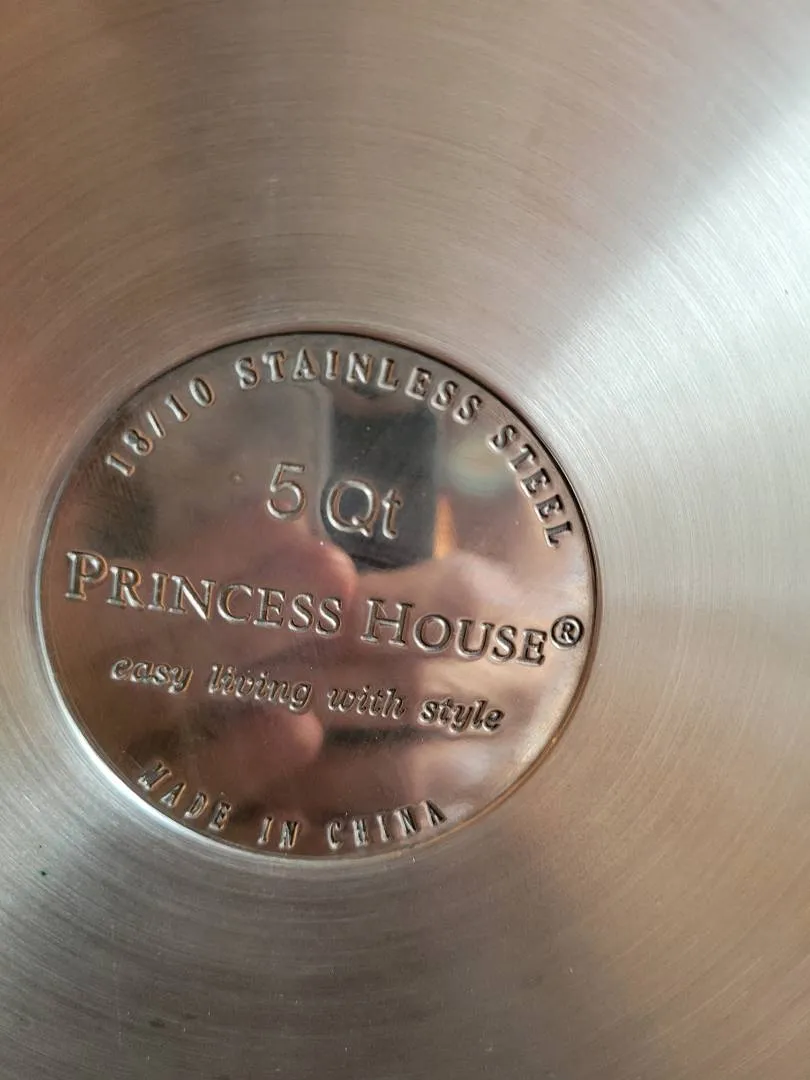 18/10 STAINLESS STEEL
5 Qt
PRINCESS HOUSE®
easy living with style
MADE IN CHINA